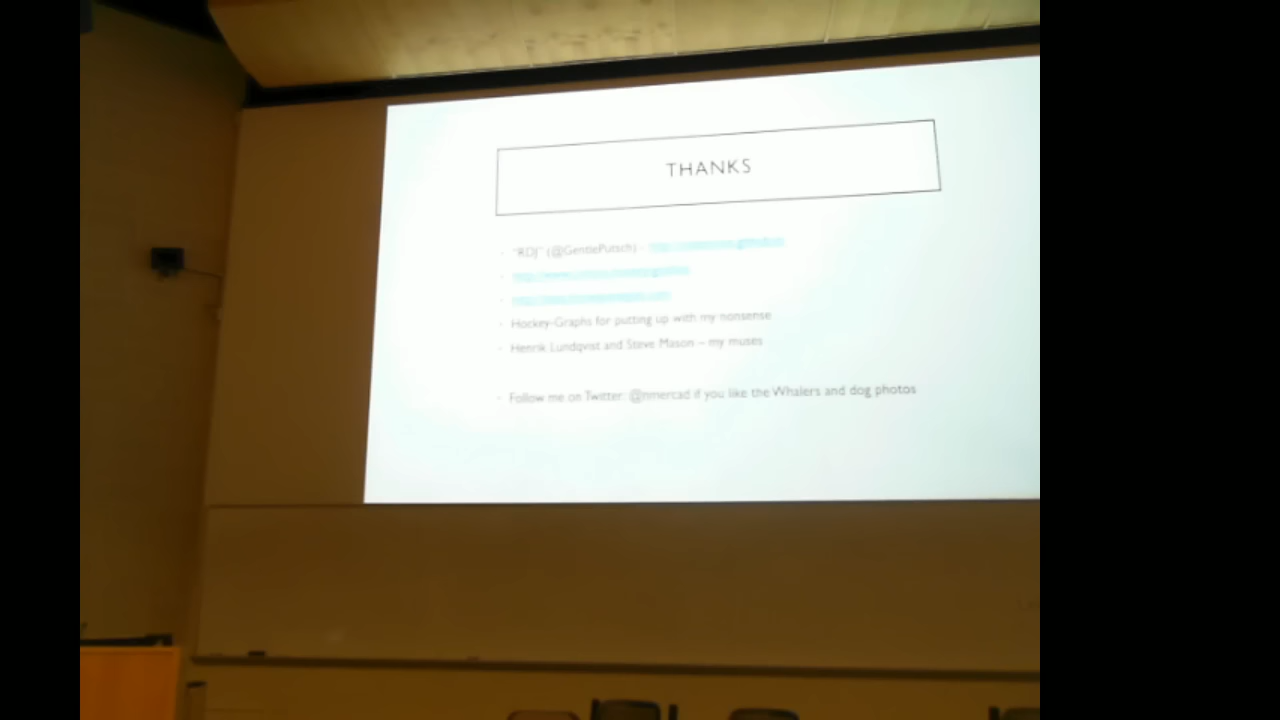 THANKS
"RDJ" (@GentlePutsch) -
Hockey-Graphs for putting up with my nonsense
Henrik Lundqvist and Steve Mason – my muses
Follow me on Twitter: @nmercad if you like the Whalers and dog photos